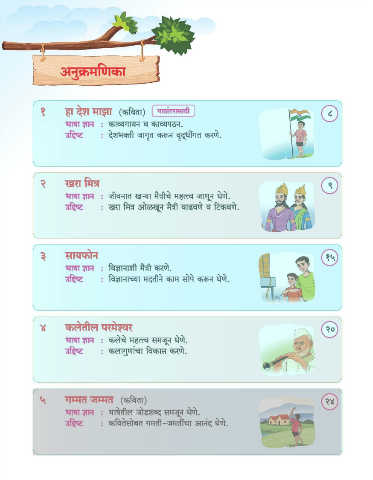 अनुक्रमणिका
१ हा देश माझा (कविता) ८
भाषा ज्ञान : काव्यगायन व काव्यपठन.
उद्दिष्ट : देशभक्ती जागृत करून वृद्धींगत करणे.
२ खरा मित्र ९
भाषा ज्ञान : जीवनात खऱ्या मैत्रीचे महत्त्व जाणून घेणे.
उद्दिष्ट : खरा मित्र ओळखून मैत्री वाढवणे व टिकवणे.
३ सायफोन १५
भाषा ज्ञान : विज्ञानाशी मैत्री करणे.
उद्दिष्ट : विज्ञानाच्या मदतीने काम सोपे करून घेणे.
४ कलेतील परमेश्वर २०
भाषा ज्ञान : कलेचे महत्त्व समजून घेणे.
उद्दिष्ट : कलागुणांचा विकास करणे.
५ गम्मत जम्मत (कविता) २४
भाषा ज्ञान : भाषेतील जोडशब्द समजून घेणे.
उद्दिष्ट : कवितेसोबत गमती-जमतींचा आनंद घेणे.